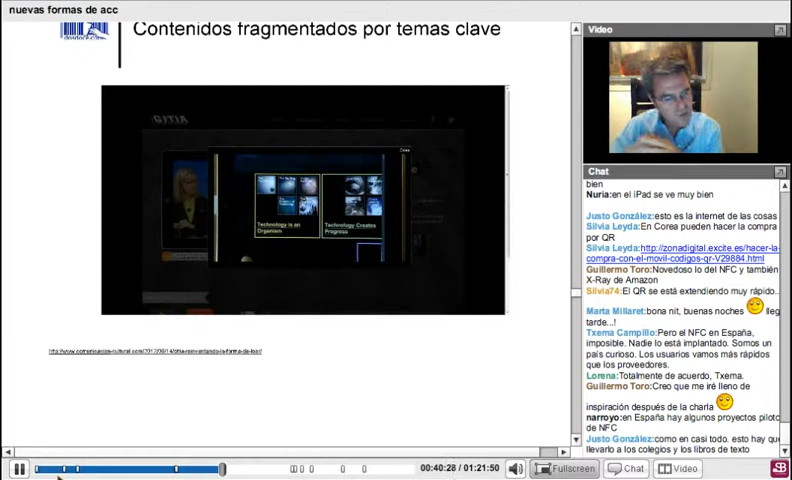 nuevas formas de acc
Contenidos fragmentados por temas clave
dosdoce.com
GITIA
Close
Technology is an
Organism
Technology Creates
Progress
Video
Chat
bien
Nuria:en el iPad se ve muy bien
Justo González:esto es la internet de las cosas
Silvia Leyda:En Corea pueden hacer la compra
por QR
Silvia Leyda:http://zonadigital.excite.es/hacer-la-
compra-con-el-movil-codigos-qr-V29884.html
Guillermo Toro:Novedoso lo del NFC y también
X-Ray de Amazon
Silvia74:El QR se está extendiendo muy rápido...
Marta Millaret:bona nit, buenas noches lleg
tarde...!
Txema Campillo:Pero el NFC en España,
imposible. Nadie lo está implantado. Somos un
país curioso. Los usuarios vamos más rápidos
que los proveedores.
Lorena:Totalmente de acuerdo, Txema.
Guillermo Toro:Creo que me iré lleno de
inspiración después de la charla
narroyo:en España hay algunos proyectos piloto
de NFC
Justo González:como en casi todo. esto hay que
llevarlo a los colegios y los libros de texto
00:40:28 / 01:21:50
Fullscreen
Chat
Video
SB